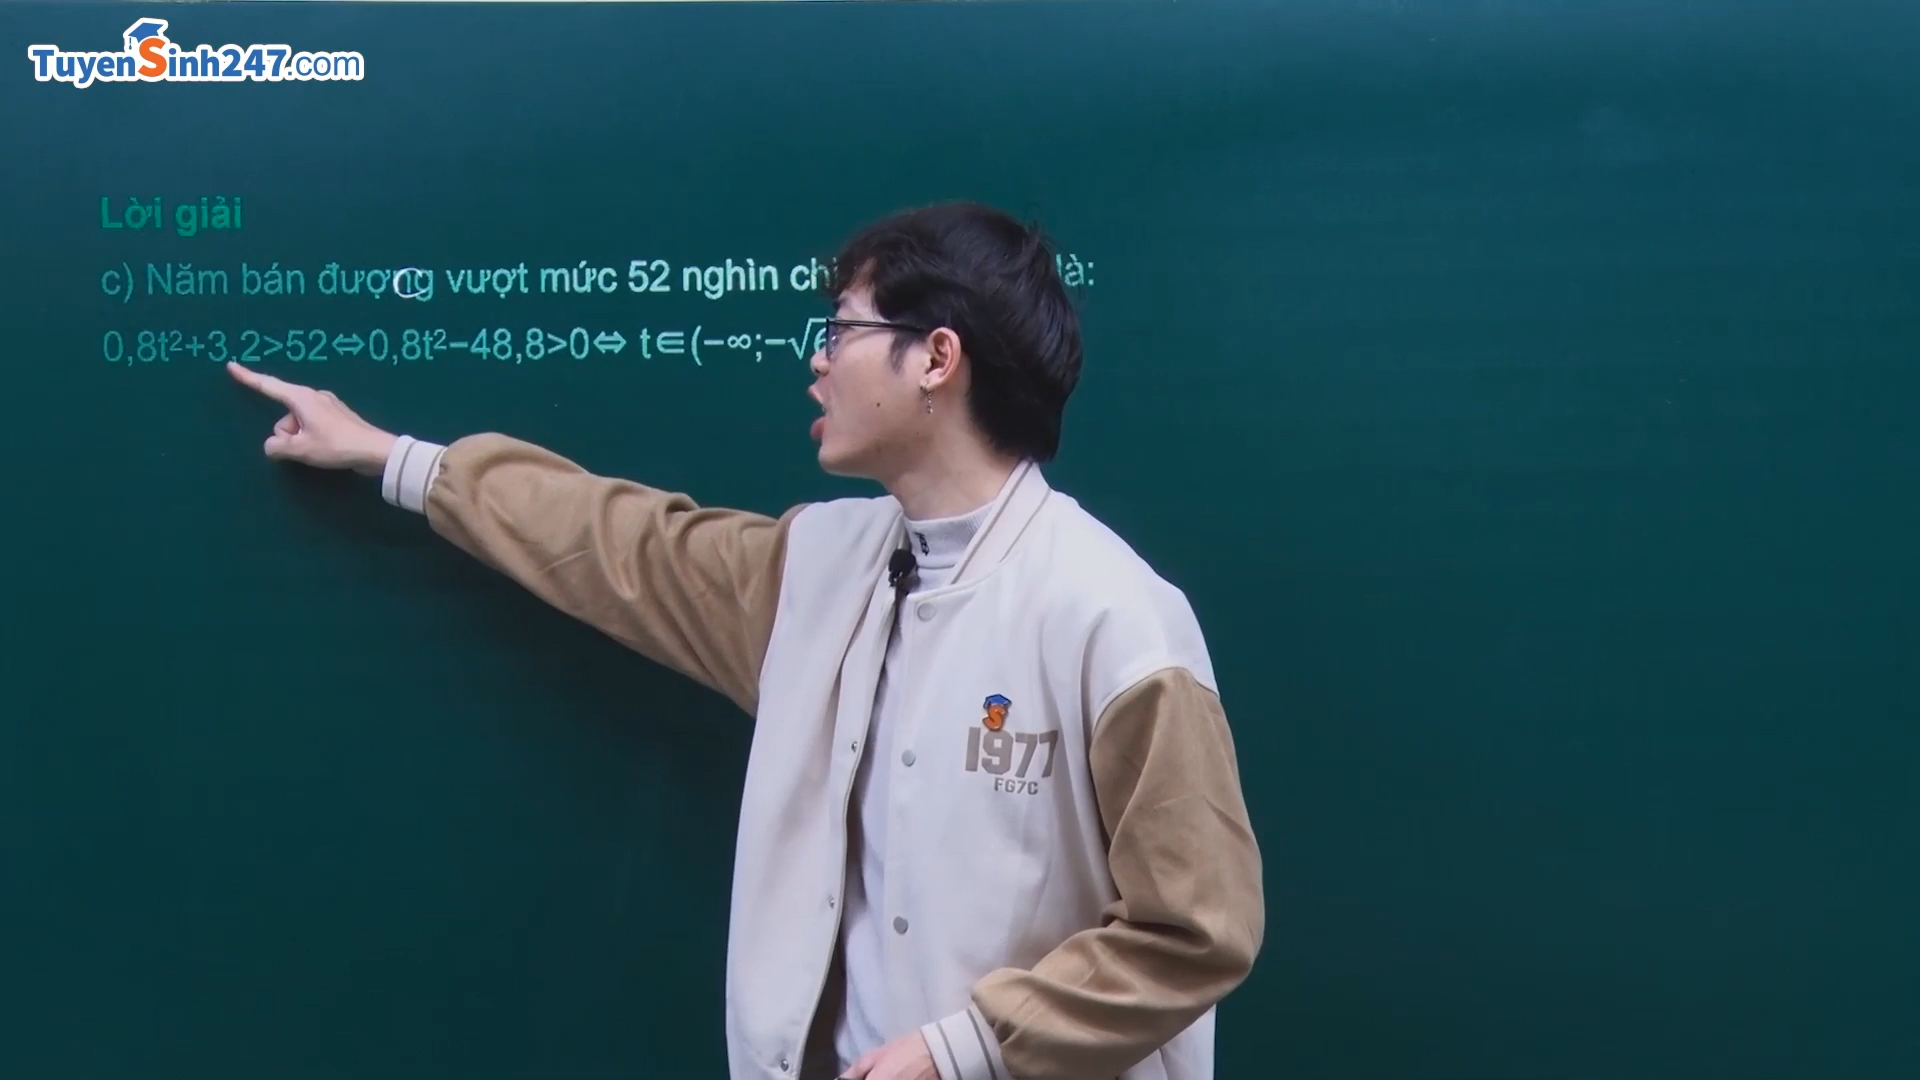 TuyenSinh247.com
Lời giải
c) Năm bán được vượt mức 52 nghìn là:
0,8t²+3,2>52⇔0,8t²−48,8>0⇔ t∈(−∞;−√
1977
FG7C